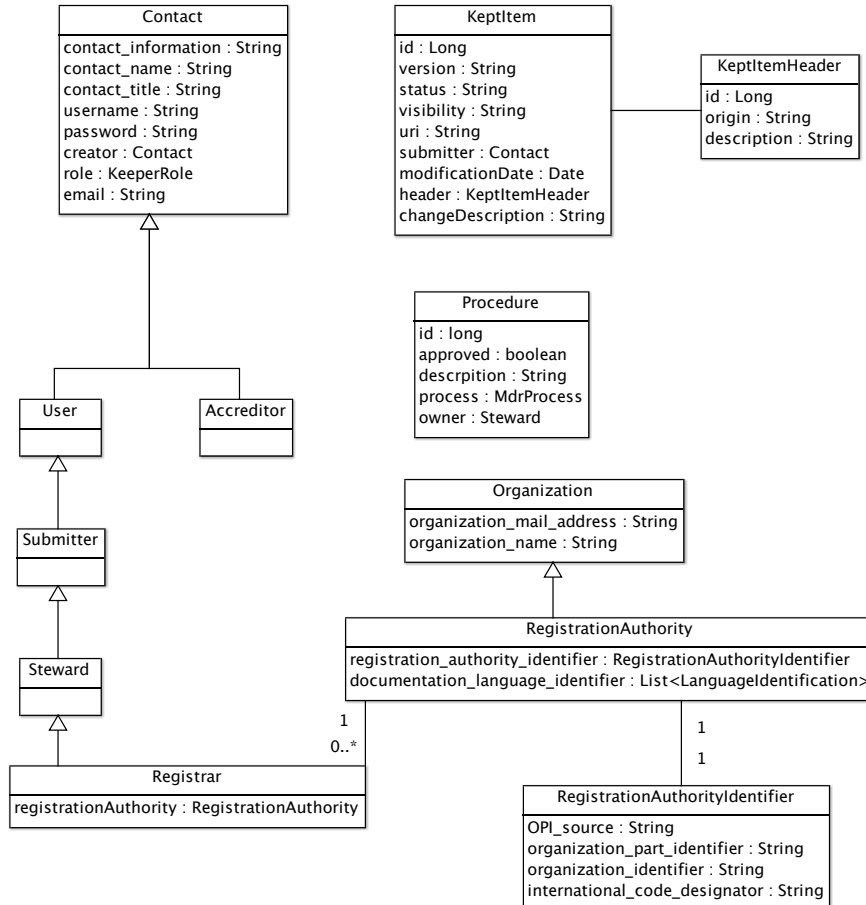 Contact
contact_information : String
contact_name : String
contact_title : String
username : String
password : String
creator : Contact
role : KeeperRole
email : String
KeptItem
id : Long
version : String
status : String
visibility : String
uri : String
submitter : Contact
modificationDate : Date
header : KeptItemHeader
changeDescription : String
KeptItemHeader
id : Long
origin : String
description : String
Procedure
id : long
approved : boolean
descrpition : String
process : MdrProcess
owner : Steward
User
Accreditor
Submitter
Steward
Organization
organization_mail_address : String
organization_name : String
RegistrationAuthority
registration_authority_identifier : RegistrationAuthorityIdentifier
documentation_language_identifier : List<LanguageIdentification>
1
0..*
1
1
Registrar
registrationAuthority : RegistrationAuthority
RegistrationAuthorityIdentifier
OPI_source : String
organization_part_identifier : String
organization_identifier : String
international_code_designator : String